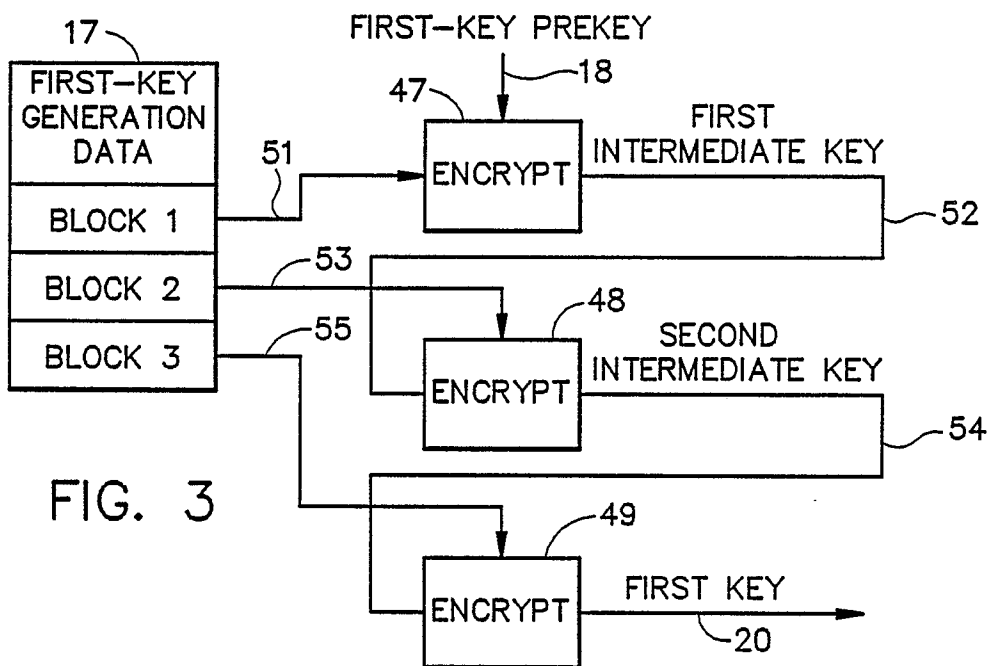 17
FIRST-KEY
GENERATION
DATA
BLOCK 1
BLOCK 2
BLOCK 3
51
53
55
FIRST-KEY PREKEY
18
47
ENCRYPT
FIRST
INTERMEDIATE KEY
52
48
ENCRYPT
SECOND
INTERMEDIATE KEY
54
49
ENCRYPT
FIRST KEY
20
FIG. 3